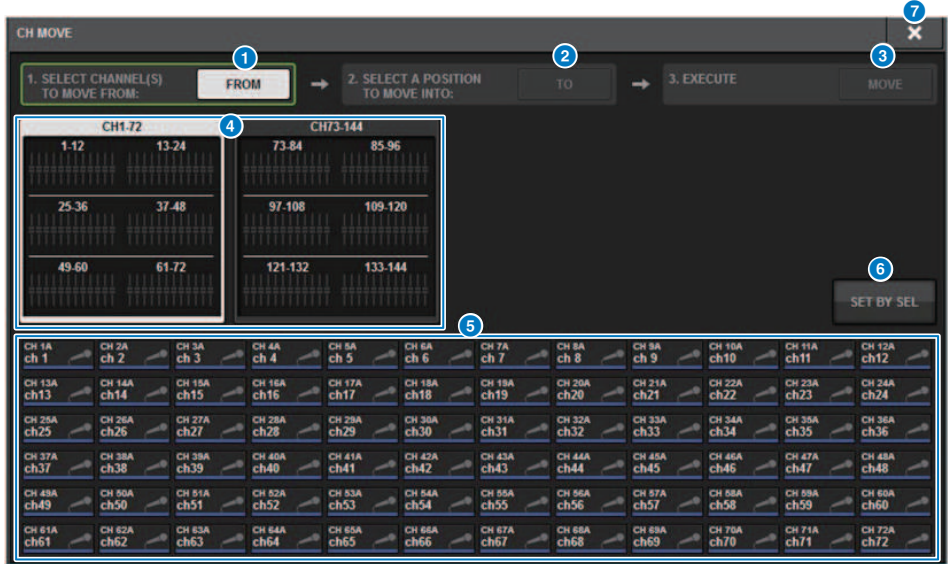 7
CH MOVE
1 2 3
1. SELECT CHANNEL(S)
TO MOVE FROM:
FROM
2. SELECT A POSITION
TO MOVE INTO:
TO
3. EXECUTE
MOVE
CH1-72 4 CH73-144
1-12 13-24 73-84 85-96
25-36 37-48 97-108 109-120
49-60 61-72 121-132 133-144
6
SET BY SEL
5
CH 1A CH 2A CH 3A CH 4A CH 5A CH 6A CH 7A CH 8A CH 9A CH 10A CH 11A CH 12A
ch 1 ch 2 ch 3 ch 4 ch 5 ch 6 ch 7 ch 8 ch 9 ch10 ch11 ch12
CH 13A CH 14A CH 15A CH 16A CH 17A CH 18A CH 19A CH 20A CH 21A CH 22A CH 23A CH 24A
ch13 ch14 ch15 ch16 ch17 ch18 ch19 ch20 ch21 ch22 ch23 ch24
CH 25A CH 26A CH 27A CH 28A CH 29A CH 30A CH 31A CH 32A CH 33A CH 34A CH 35A CH 36A
ch25 ch26 ch27 ch28 ch29 ch30 ch31 ch32 ch33 ch34 ch35 ch36
CH 37A CH 38A CH 39A CH 40A CH 41A CH 42A CH 43A CH 44A CH 45A CH 46A CH 47A CH 48A
ch37 ch38 ch39 ch40 ch41 ch42 ch43 ch44 ch45 ch46 ch47 ch48
CH 49A CH 50A CH 51A CH 52A CH 53A CH 54A CH 55A CH 56A CH 57A CH 58A CH 59A CH 60A
ch49 ch50 ch51 ch52 ch53 ch54 ch55 ch56 ch57 ch58 ch59 ch60
CH 61A CH 62A CH 63A CH 64A CH 65A CH 66A CH 67A CH 68A CH 69A CH 70A CH 71A CH 72A
ch61 ch62 ch63 ch64 ch65 ch66 ch67 ch68 ch69 ch70 ch71 ch72